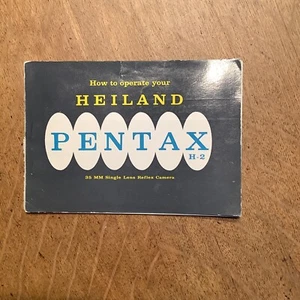 How to operate your
HEILAND
PENTAX
H-2
35 MM Single Lens Reflex Camera